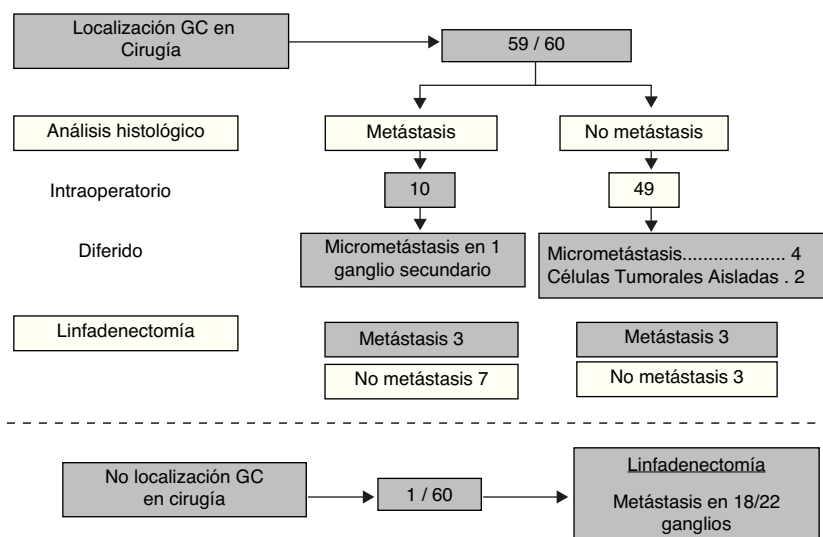 Localización GC en
Cirugía
59 / 60
Análisis histológico
Metástasis
No metástasis
Intraoperatorio
10
49
Diferido
Micrometástasis en 1
ganglio secundario
Micrometástasis.................... 4
Células Tumorales Aisladas . 2
Linfadenectomía
Metástasis 3
Metástasis 3
No metástasis 7
No metástasis 3
No localización GC
en cirugía
1 / 60
Linfadenectomía
Metástasis en 18/22
ganglios